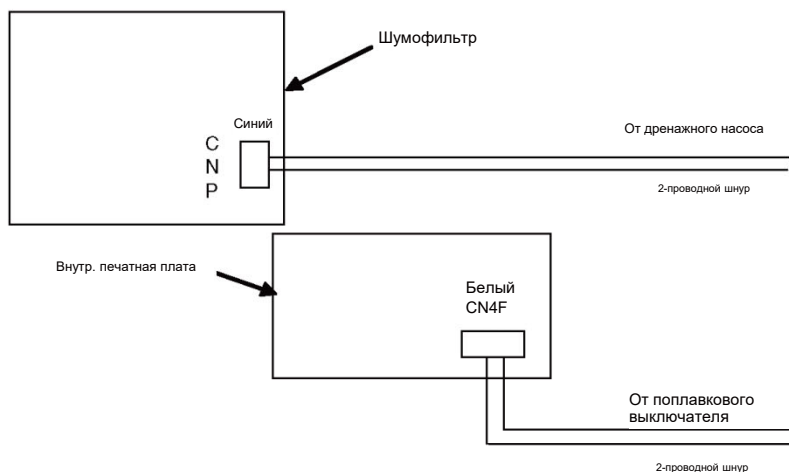 Шумофильтр
Синий
C
N
P
От дренажного насоса
2-проводной шнур
Внутр. печатная плата
Белый
CN4F
От поплавкового
выключателя
2-проводной шнур